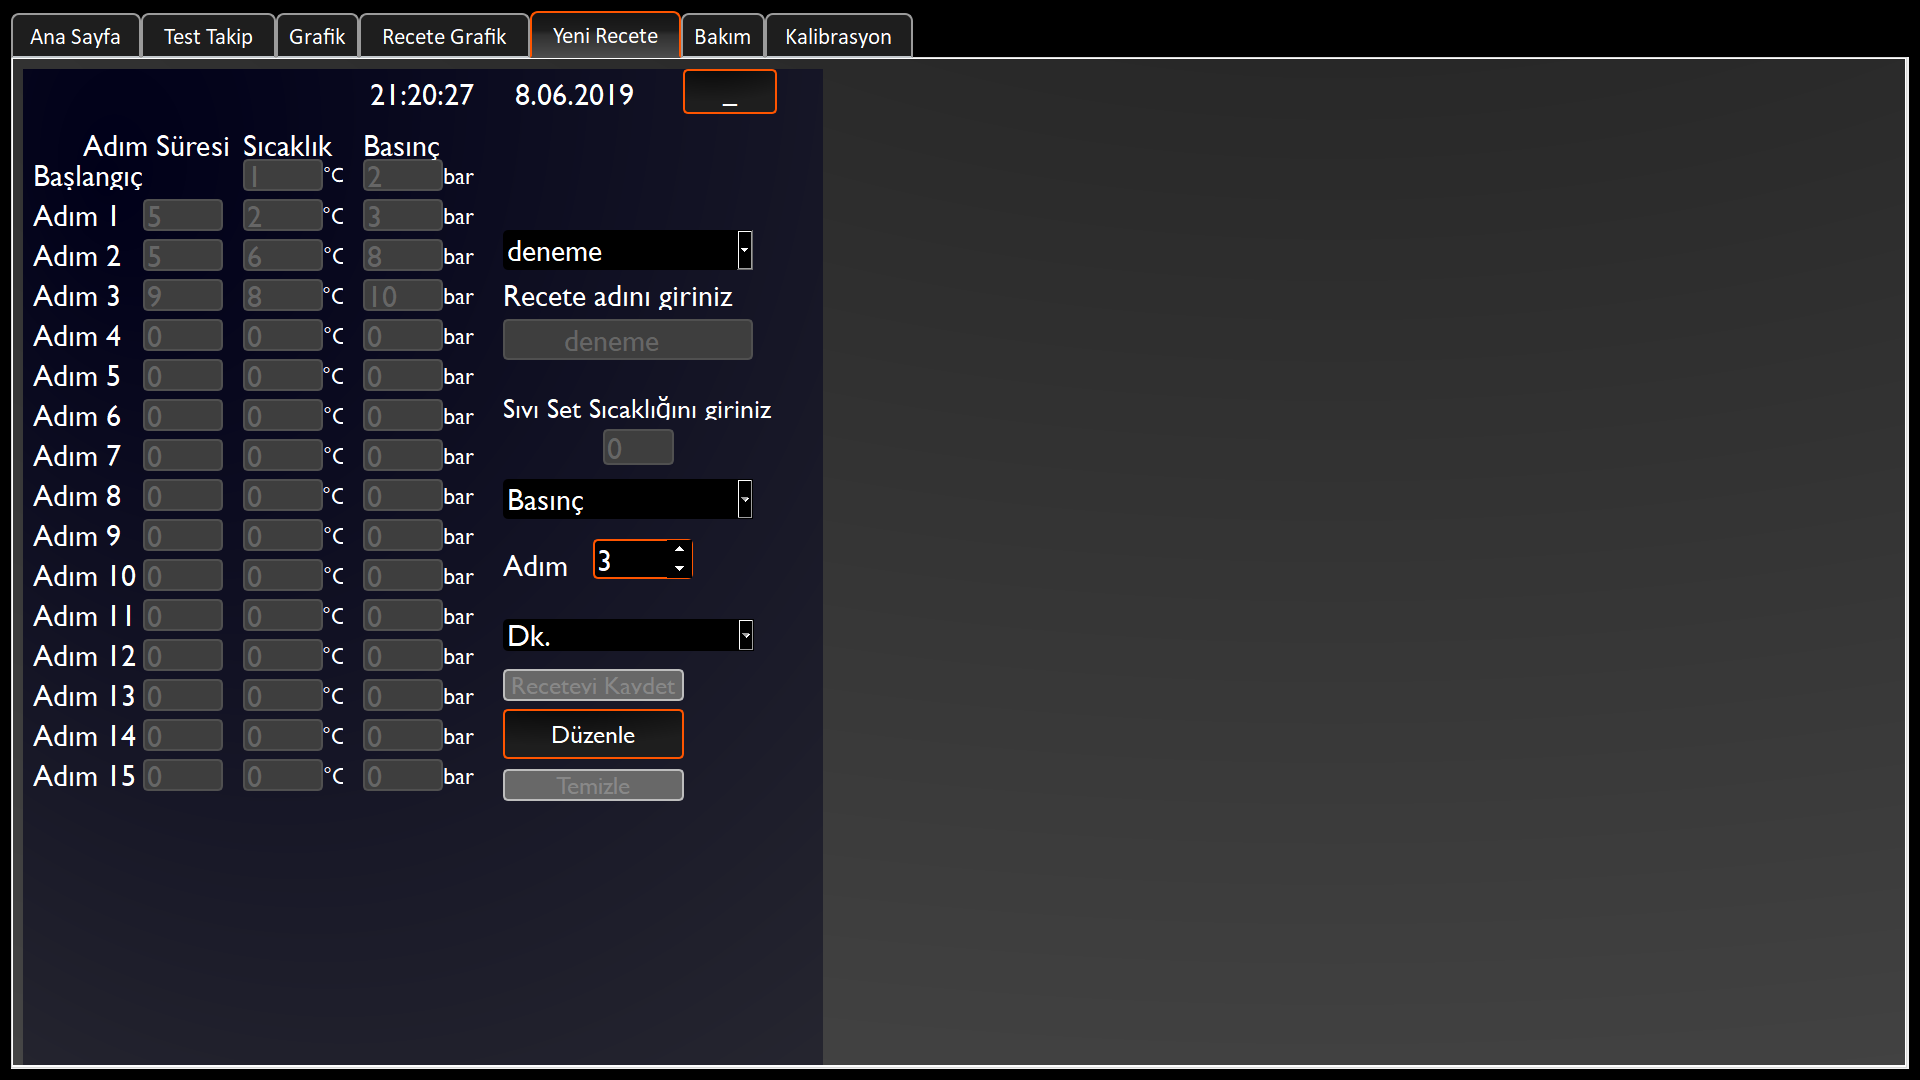 Ana Sayfa Test Takip Grafik Recete Grafik Yeni Recete Bakım Kalibrasyon
21:20:27 8.06.2019 _
Adım Süresi Sıcaklık Basınç
Başlangıç 1 °C 2 bar
Adım 1 5 2 °C 3 bar
Adım 2 5 6 °C 8 bar
Adım 3 9 8 °C 10 bar
Adım 4 0 0 °C 0 bar
Adım 5 0 0 °C 0 bar
Adım 6 0 0 °C 0 bar
Adım 7 0 0 °C 0 bar
Adım 8 0 0 °C 0 bar
Adım 9 0 0 °C 0 bar
Adım 10 0 0 °C 0 bar
Adım 11 0 0 °C 0 bar
Adım 12 0 0 °C 0 bar
Adım 13 0 0 °C 0 bar
Adım 14 0 0 °C 0 bar
Adım 15 0 0 °C 0 bar
deneme
Recete adını giriniz
deneme
Sıvı Set Sıcaklığını giriniz
0
Basınç
Adım 3
Dk.
Receteyi Kaydet
Düzenle
Temizle